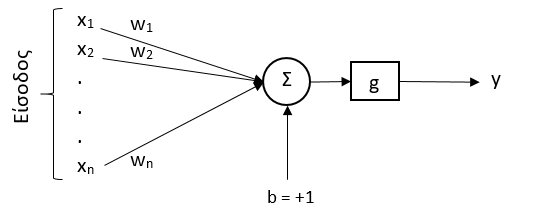 Είσοδος
x1 w1
x2 w2
.
.
.
xn wn
Σ
g
y
b = +1